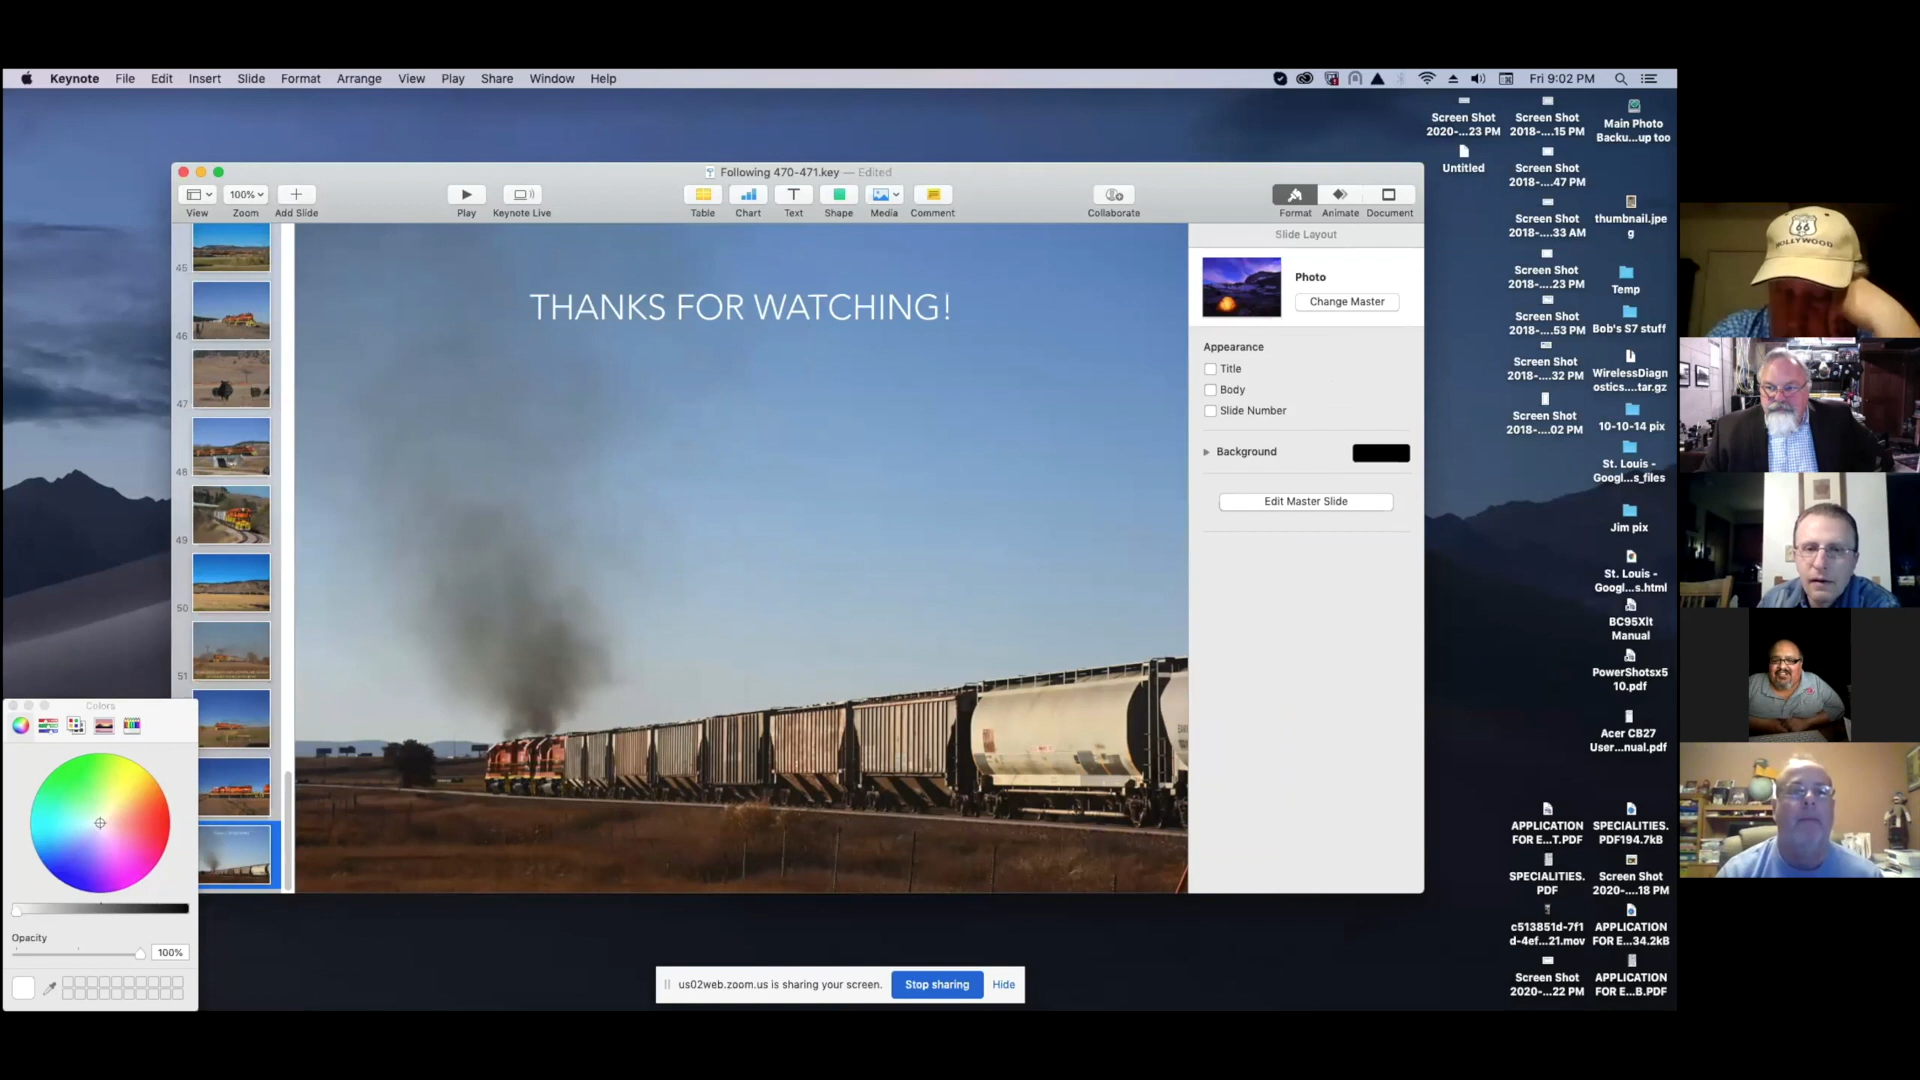 Keynote File Edit Insert Slide Format Arrange View Play Share Window Help
Fri 9:02 PM
Following 470-471.key — Edited
100%
View Zoom Add Slide
Play Keynote Live
Table Chart Text Shape Media Comment
Collaborate
Format Animate Document
45
46
47
48
49
50
51
THANKS FOR WATCHING!
Slide Layout
Photo
Change Master
Appearance
Title
Body
Slide Number
Background
Edit Master Slide
Colors
Opacity
100%
us02web.zoom.us is sharing your screen.
Stop sharing
Hide
Screen Shot
2020-...23 PM
Untitled
Screen Shot
2018-....15 PM
Screen Shot
2018-....47 PM
Screen Shot
2018-....33 AM
Screen Shot
2018-....23 PM
Screen Shot
2018-....53 PM
Screen Shot
2018-....32 PM
Screen Shot
2018-....02 PM
Main Photo
Backu...up too
thumbnail.jpe
g
Temp
Bob's S7 stuff
WirelessDiagn
ostics....tar.gz
10-10-14 pix
St. Louis -
Googl...s_files
Jim pix
St. Louis -
Googl...s.html
BC95Xlt
Manual
PowerShotsx5
10.pdf
Acer CB27
User...nual.pdf
APPLICATION
FOR E...T.PDF
SPECIALITIES.
PDF194.7kB
SPECIALITIES.
PDF
Screen Shot
2020-....18 PM
c513851d-7f1
d-4ef...21.mov
APPLICATION
FOR E...34.2kB
Screen Shot
2020-...22 PM
APPLICATION
FOR E...B.PDF
66
HOLLYWOOD